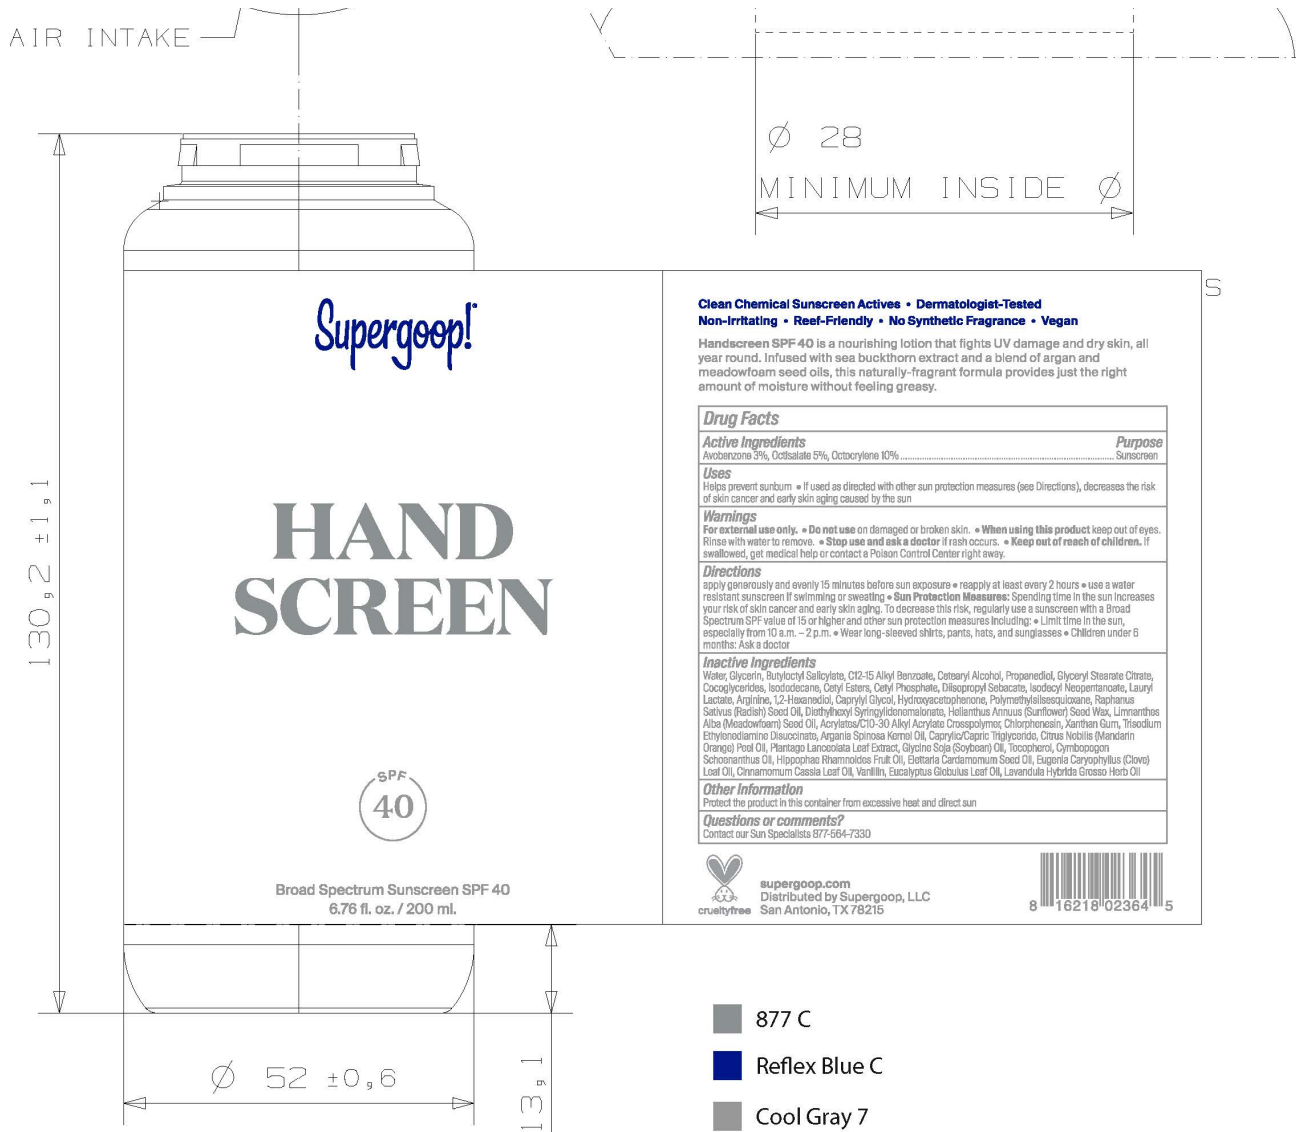 AIR INTAKE
Ø 28
MINIMUM INSIDE Ø
S
130,2 ±1,1
Supergoop!®
HAND
SCREEN
SPF
40
Broad Spectrum Sunscreen SPF 40
6.76 fl. oz. / 200 ml.
Clean Chemical Sunscreen Actives • Dermatologist-Tested
Non-Irritating • Reef-Friendly • No Synthetic Fragrance • Vegan
Handscreen SPF 40 is a nourishing lotion that fights UV damage and dry skin, all
year round. Infused with sea buckthorn extract and a blend of argan and
meadowfoam seed oils, this naturally-fragrant formula provides just the right
amount of moisture without feeling greasy.
Drug Facts
Active Ingredients Purpose
Avobenzone 3%, Octisalate 5%, Octocrylene 10% ........ Sunscreen
Uses
Helps prevent sunburn • If used as directed with other sun protection measures (see Directions), decreases the risk
of skin cancer and early skin aging caused by the sun
Warnings
For external use only. • Do not use on damaged or broken skin. • When using this product keep out of eyes.
Rinse with water to remove. • Stop use and ask a doctor if rash occurs. • Keep out of reach of children. If
swallowed, get medical help or contact a Poison Control Center right away.
Directions
apply generously and evenly 15 minutes before sun exposure • reapply at least every 2 hours • use a water
resistant sunscreen if swimming or sweating • Sun Protection Measures: Spending time in the sun increases
your risk of skin cancer and early skin aging. To decrease this risk, regularly use a sunscreen with a Broad
Spectrum SPF value of 15 or higher and other sun protection measures including: • Limit time in the sun,
especially from 10 a.m. – 2 p.m. • Wear long-sleeved shirts, pants, hats, and sunglasses • Children under 6
months: Ask a doctor
Inactive Ingredients
Water, Glycerin, Butyloctyl Salicylate, C12-15 Alkyl Benzoate, Cetearyl Alcohol, Propanediol, Glyceryl Stearate Citrate,
Cocoglycerides, Isododecane, Cetyl Esters, Cetyl Phosphate, Diisopropyl Sebacate, Isodecyl Neopentanoate, Lauryl
Lactate, Arginine, 1,2-Hexanediol, Caprylyl Glycol, Hydroxyacetophenone, Polymethylsilsesquioxane, Raphanus
Sativus (Radish) Seed Oil, Diethylhexyl Syringylidenemalonate, Helianthus Annuus (Sunflower) Seed Wax, Limnanthes
Alba (Meadowfoam) Seed Oil, Acrylates/C10-30 Alkyl Acrylate Crosspolymer, Chlorphenesin, Xanthan Gum, Trisodium
Ethylenediamine Disuccinate, Argania Spinosa Kernel Oil, Caprylic/Capric Triglyceride, Citrus Nobilis (Mandarin
Orange) Peel Oil, Plantago Lanceolata Leaf Extract, Glycine Soja (Soybean) Oil, Tocopherol, Cymbopogon
Schoenanthus Oil, Hippophae Rhamnoides Fruit Oil, Elettaria Cardamomum Seed Oil, Eugenia Caryophyllus (Clove)
Leaf Oil, Cinnamomum Cassia Leaf Oil, Vanillin, Eucalyptus Globulus Leaf Oil, Lavandula Hybrida Grosso Herb Oil
Other Information
Protect the product in this container from excessive heat and direct sun
Questions or comments?
Contact our Sun Specialists 877-564-7330
crueltyfree
supergoop.com
Distributed by Supergoop, LLC
San Antonio, TX 78215
8 16218 02364 5
Ø 52 ±0,6
13,1
877 C
Reflex Blue C
Cool Gray 7